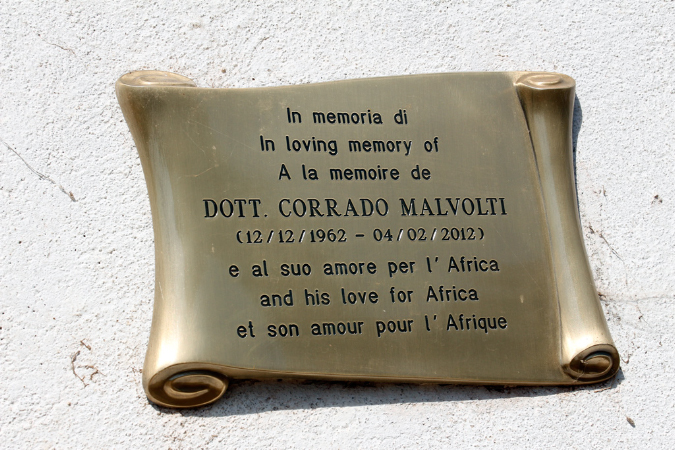 In memoria di
In loving memory of
A la memoire de
DOTT. CORRADO MALVOLTI
(12/12/1962 - 04/02/2012)
e al suo amore per l' Africa
and his love for Africa
et son amour pour l' Afrique